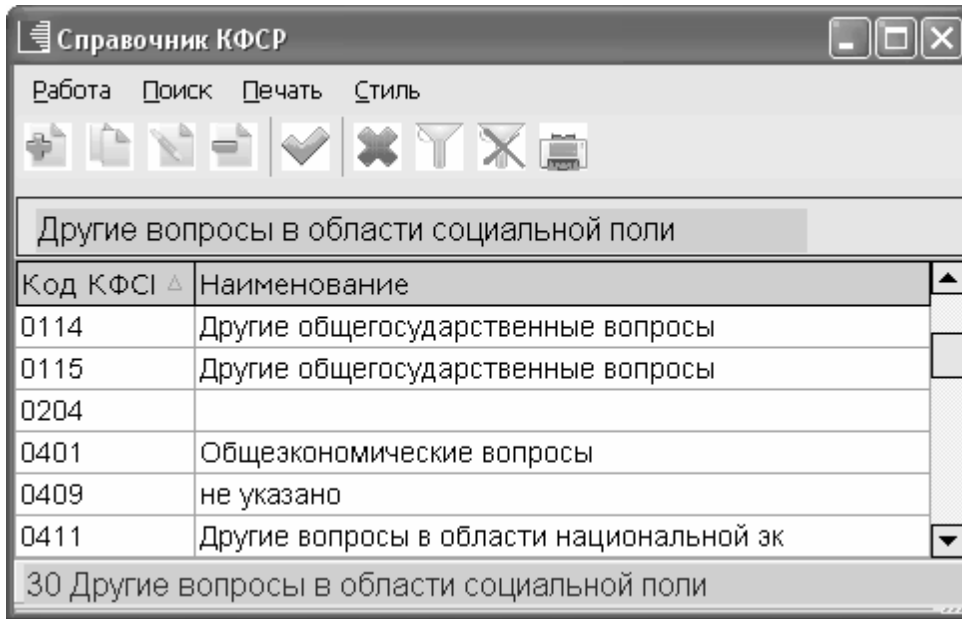 Справочник КФСР
Работа Поиск Печать Стиль
Другие вопросы в области социальной поли
Код КФСІ Наименование
0114 Другие общегосударственные вопросы
0115 Другие общегосударственные вопросы
0204
0401 Общеэкономические вопросы
0409 не указано
0411 Другие вопросы в области национальной эк
30 Другие вопросы в области социальной поли